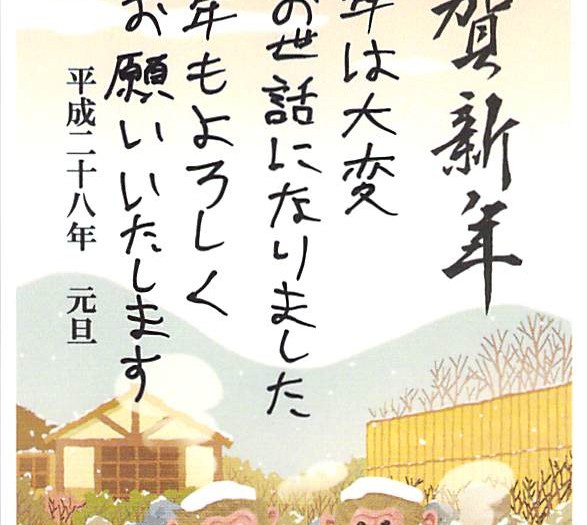 賀新年
年は大変
お世話になりました
年もよろしく
お願いいたします
平成二十八年 元旦